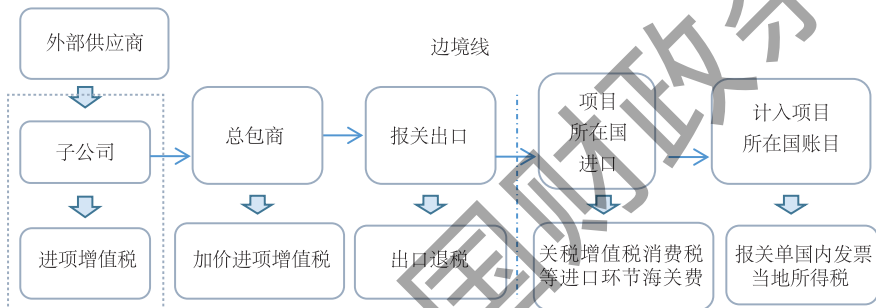 外部供应商
边境线
子公司
总包商
报关出口
项目
所在国
进口
计入项目
所在国账目
进项增值税
加价进项增值税
出口退税
关税增值税消费税
等进口环节海关费
报关单国内发票
当地所得税
国财政